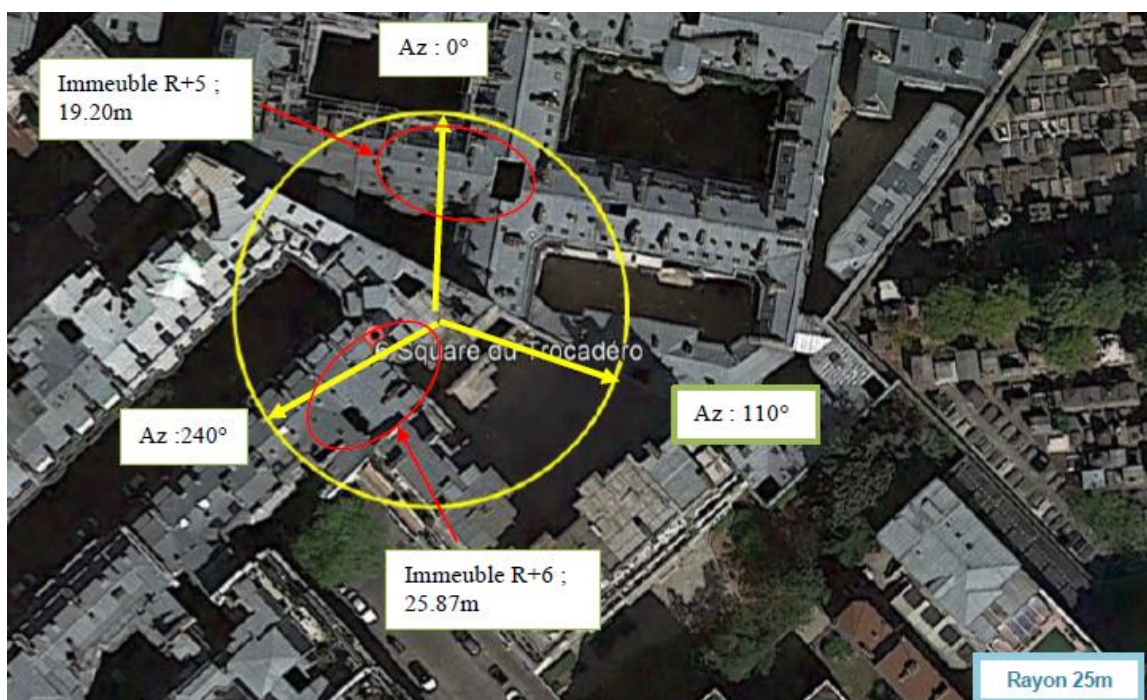 Az : 0°
Immeuble R+5 ;
19.20m
6 Square du Trocadéro
Az :240°
Az : 110°
Immeuble R+6 ;
25.87m
Rayon 25m